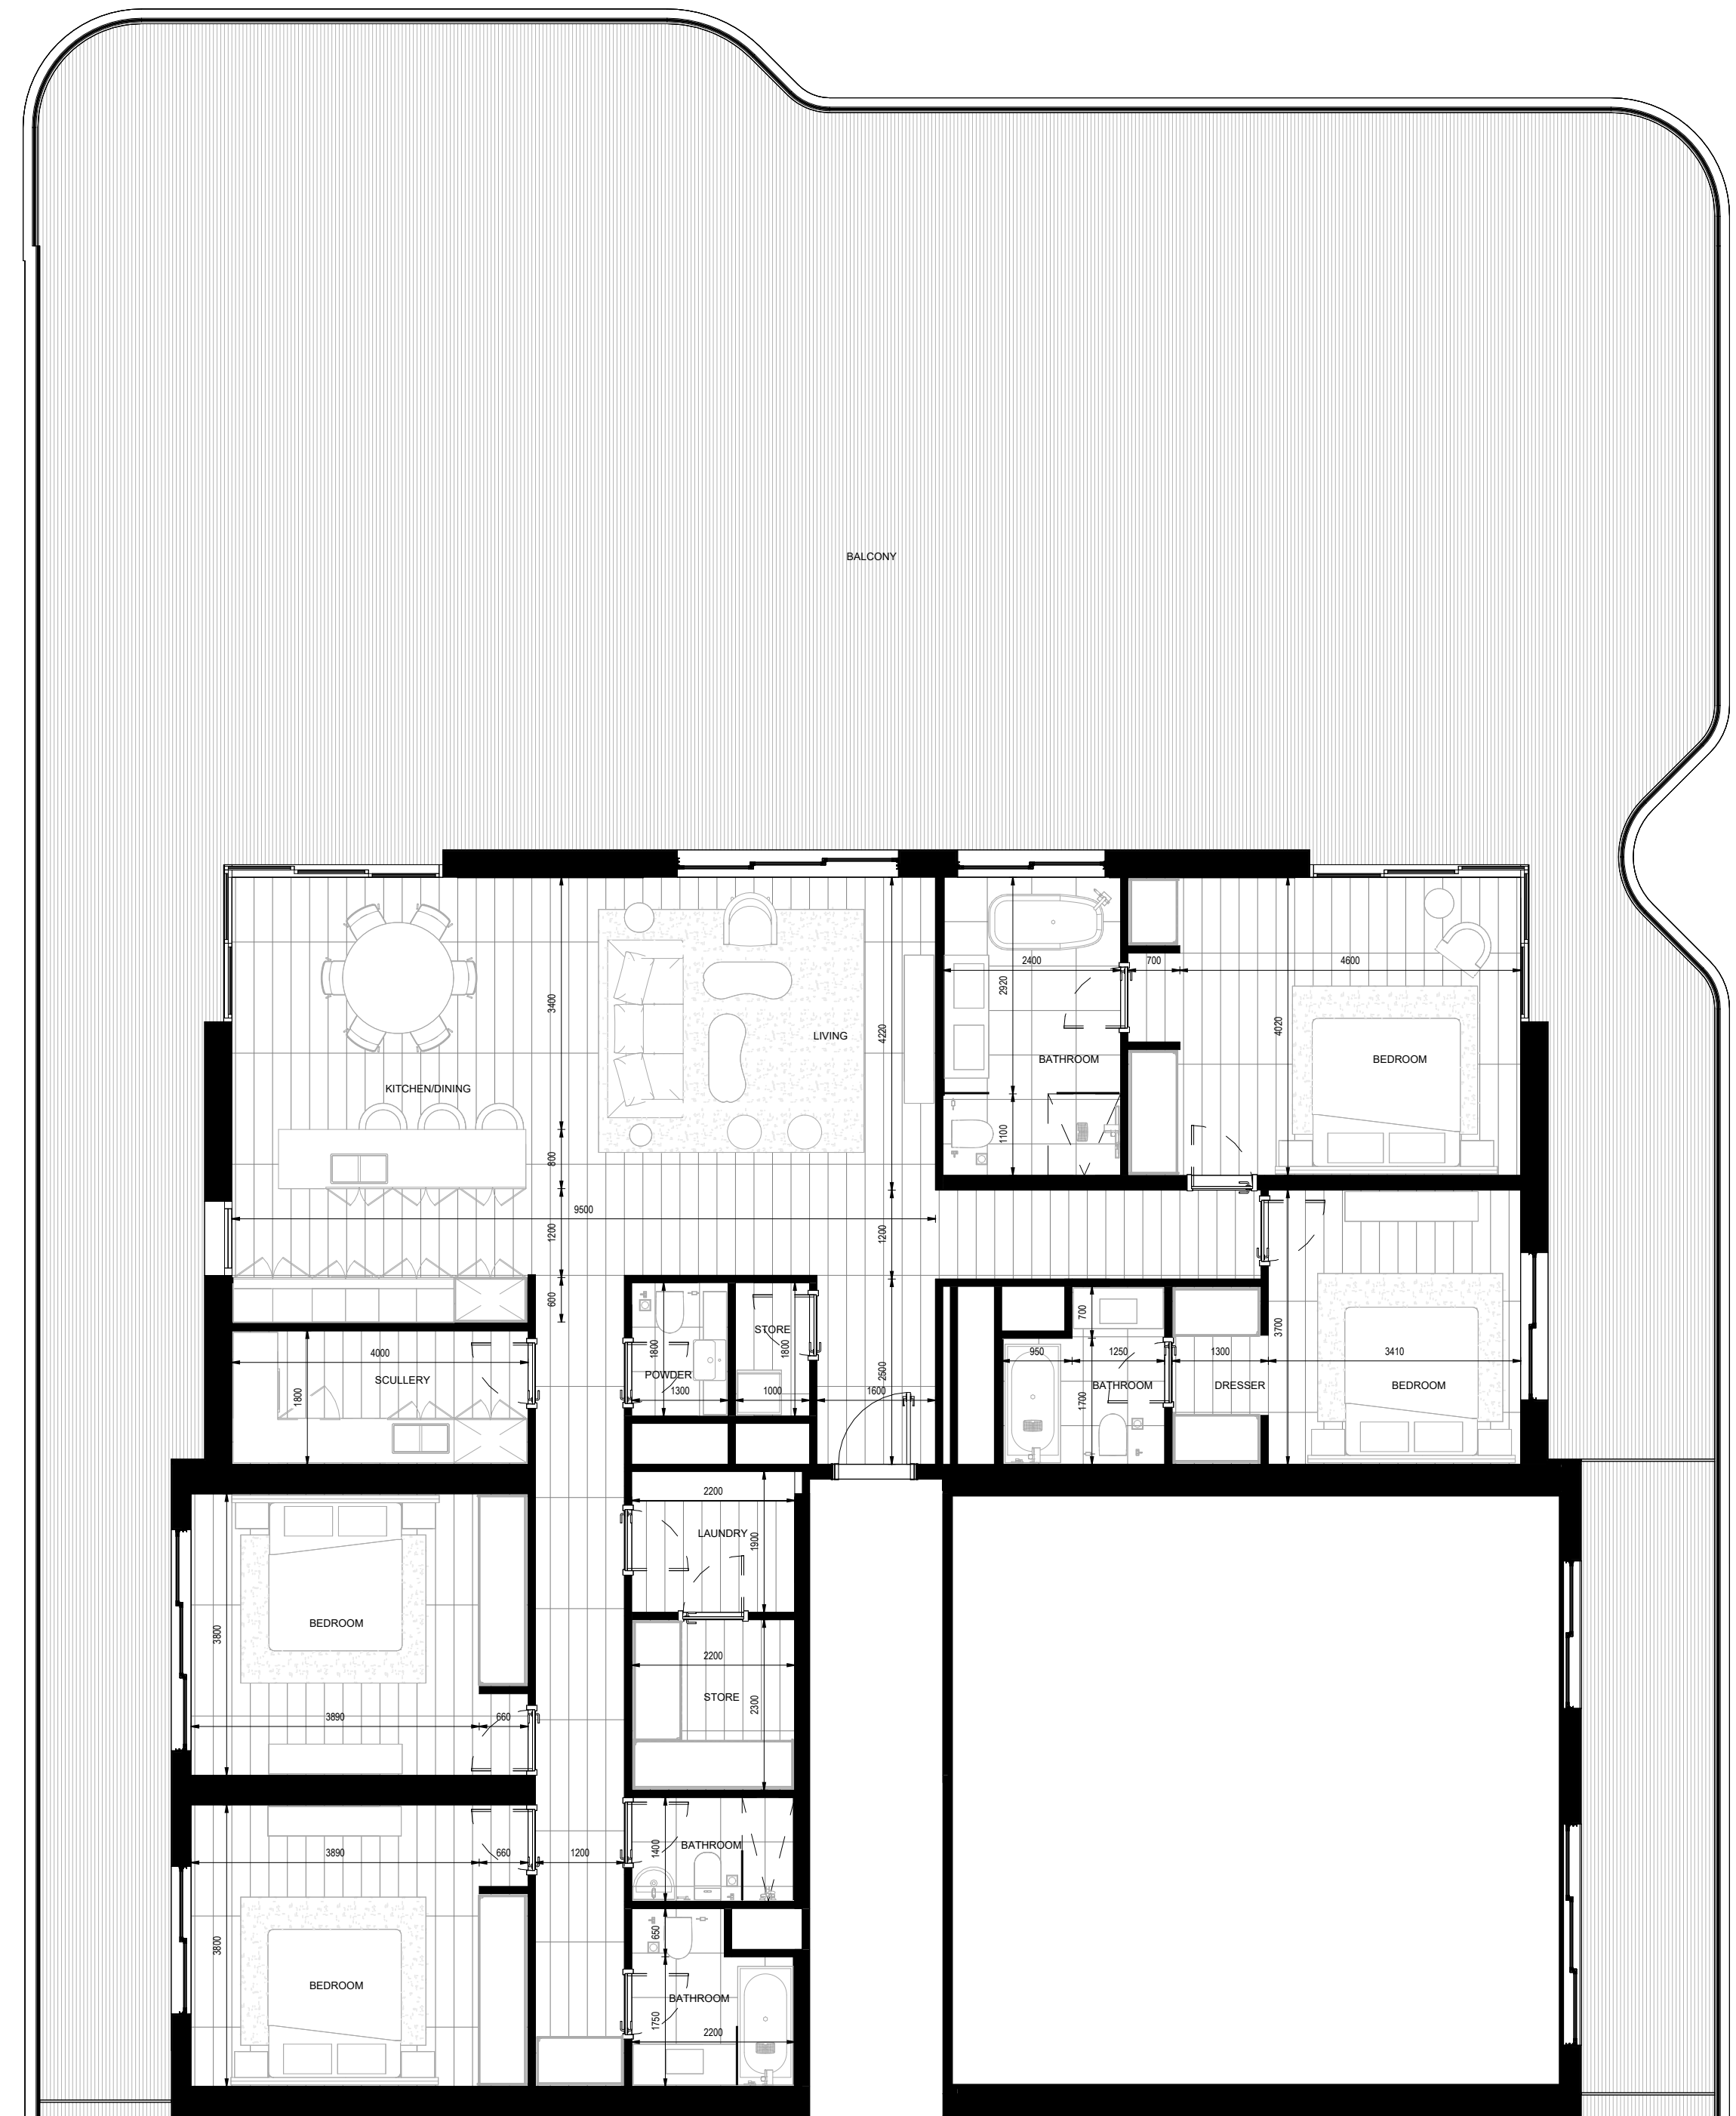 BALCONY
2400
700
4600
3400
2920
4220
4020
LIVING
BATHROOM
BEDROOM
KITCHEN/DINING
800
1100
9500
1200
1200
600
700
3700
STORE
1800
1800
2500
4000
SCULLERY
1800
POWDER
1300
1000
1600
950
1250
1300
3410
BATHROOM
DRESSER
BEDROOM
1700
2200
LAUNDRY
1900
BEDROOM
3800
2200
STORE
2300
3890
660
BATHROOM
1400
3890
660
1200
650
3800
BEDROOM
BATHROOM
1750
2200